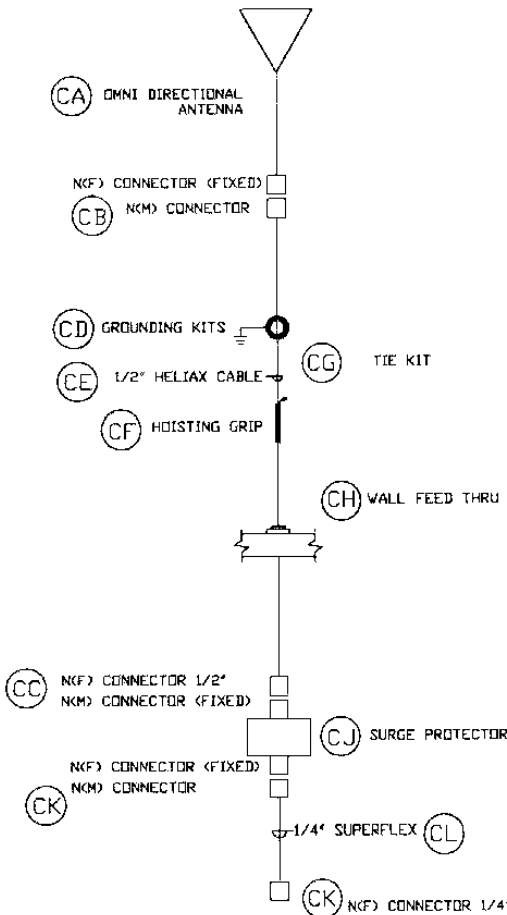 CA OMNI DIRECTIONAL
ANTENNA
N(F) CONNECTOR (FIXED)
CB N(M) CONNECTOR
CD GROUNDING KITS
CG TIE KIT
CE 1/2" HELIAX CABLE
CF HOISTING GRIP
CH WALL FEED THRU
CC N(F) CONNECTOR 1/2"
N(M) CONNECTOR (FIXED)
CJ SURGE PROTECTOR
N(F) CONNECTOR (FIXED)
CK N(M) CONNECTOR
1/4" SUPERFLEX CL
CK N(F) CONNECTOR 1/4"